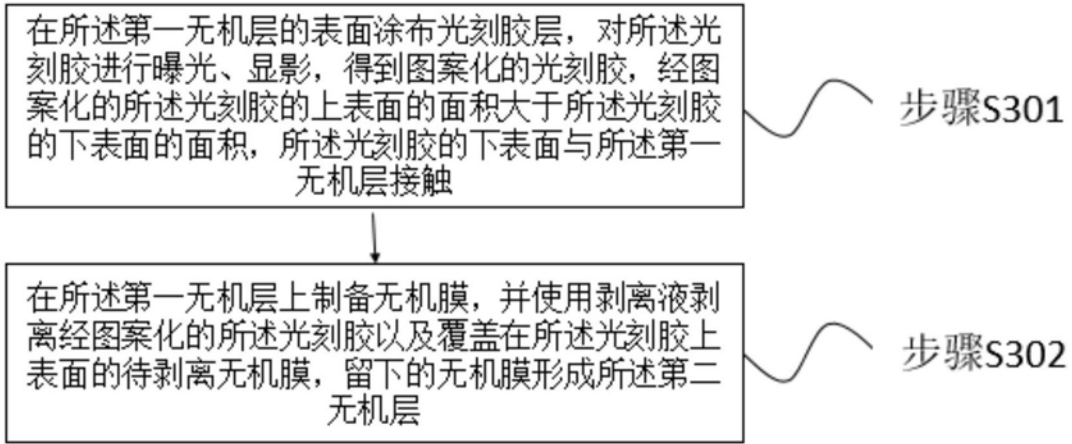 在所述第一无机层的表面涂布光刻胶层，对所述光
刻胶进行曝光、显影，得到图案化的光刻胶，经图
案化的所述光刻胶的上表面的面积大于所述光刻胶
的下表面的面积，所述光刻胶的下表面与所述第一
无机层接触
步骤S301
在所述第一无机层上制备无机膜，并使用剥离液剥
离经图案化的所述光刻胶以及覆盖在所述光刻胶上
表面的待剥离无机膜，留下的无机膜形成所述第二
无机层
步骤S302